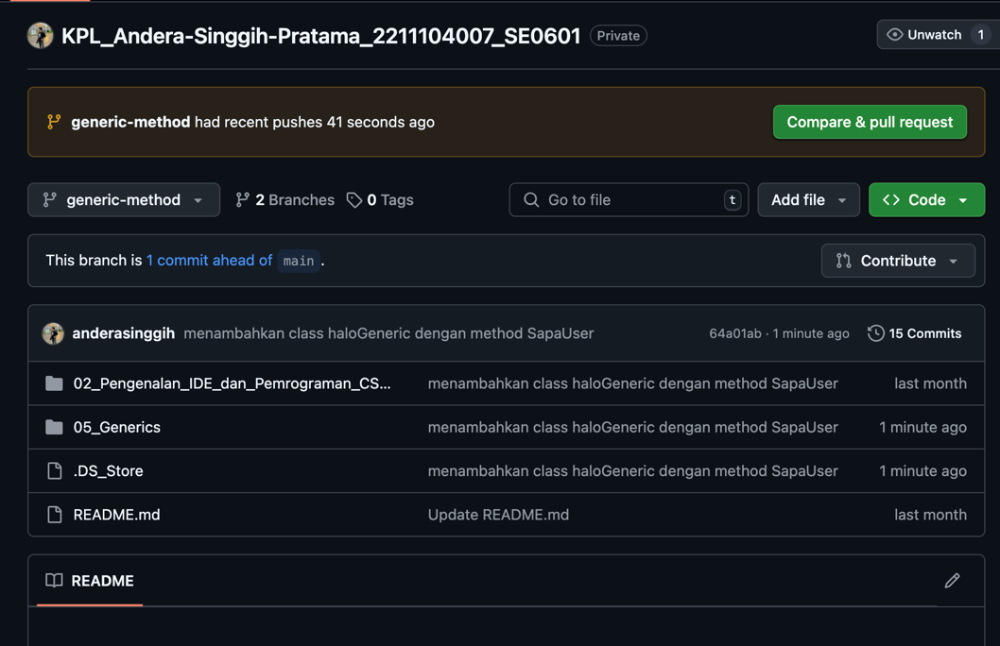 KPL_Andera-Singgih-Pratama_2211104007_SE0601 Private Unwatch 1
generic-method had recent pushes 41 seconds ago Compare & pull request
generic-method 2 Branches 0 Tags Go to file t Add file Code
This branch is 1 commit ahead of main. Contribute
anderasinggih menambahkan class haloGeneric dengan method SapaUser 64a01ab · 1 minute ago 15 Commits
02_Pengenalan_IDE_dan_Pemrograman_CS... menambahkan class haloGeneric dengan method SapaUser last month
05_Generics menambahkan class haloGeneric dengan method SapaUser 1 minute ago
.DS_Store menambahkan class haloGeneric dengan method SapaUser 1 minute ago
README.md Update README.md last month
README